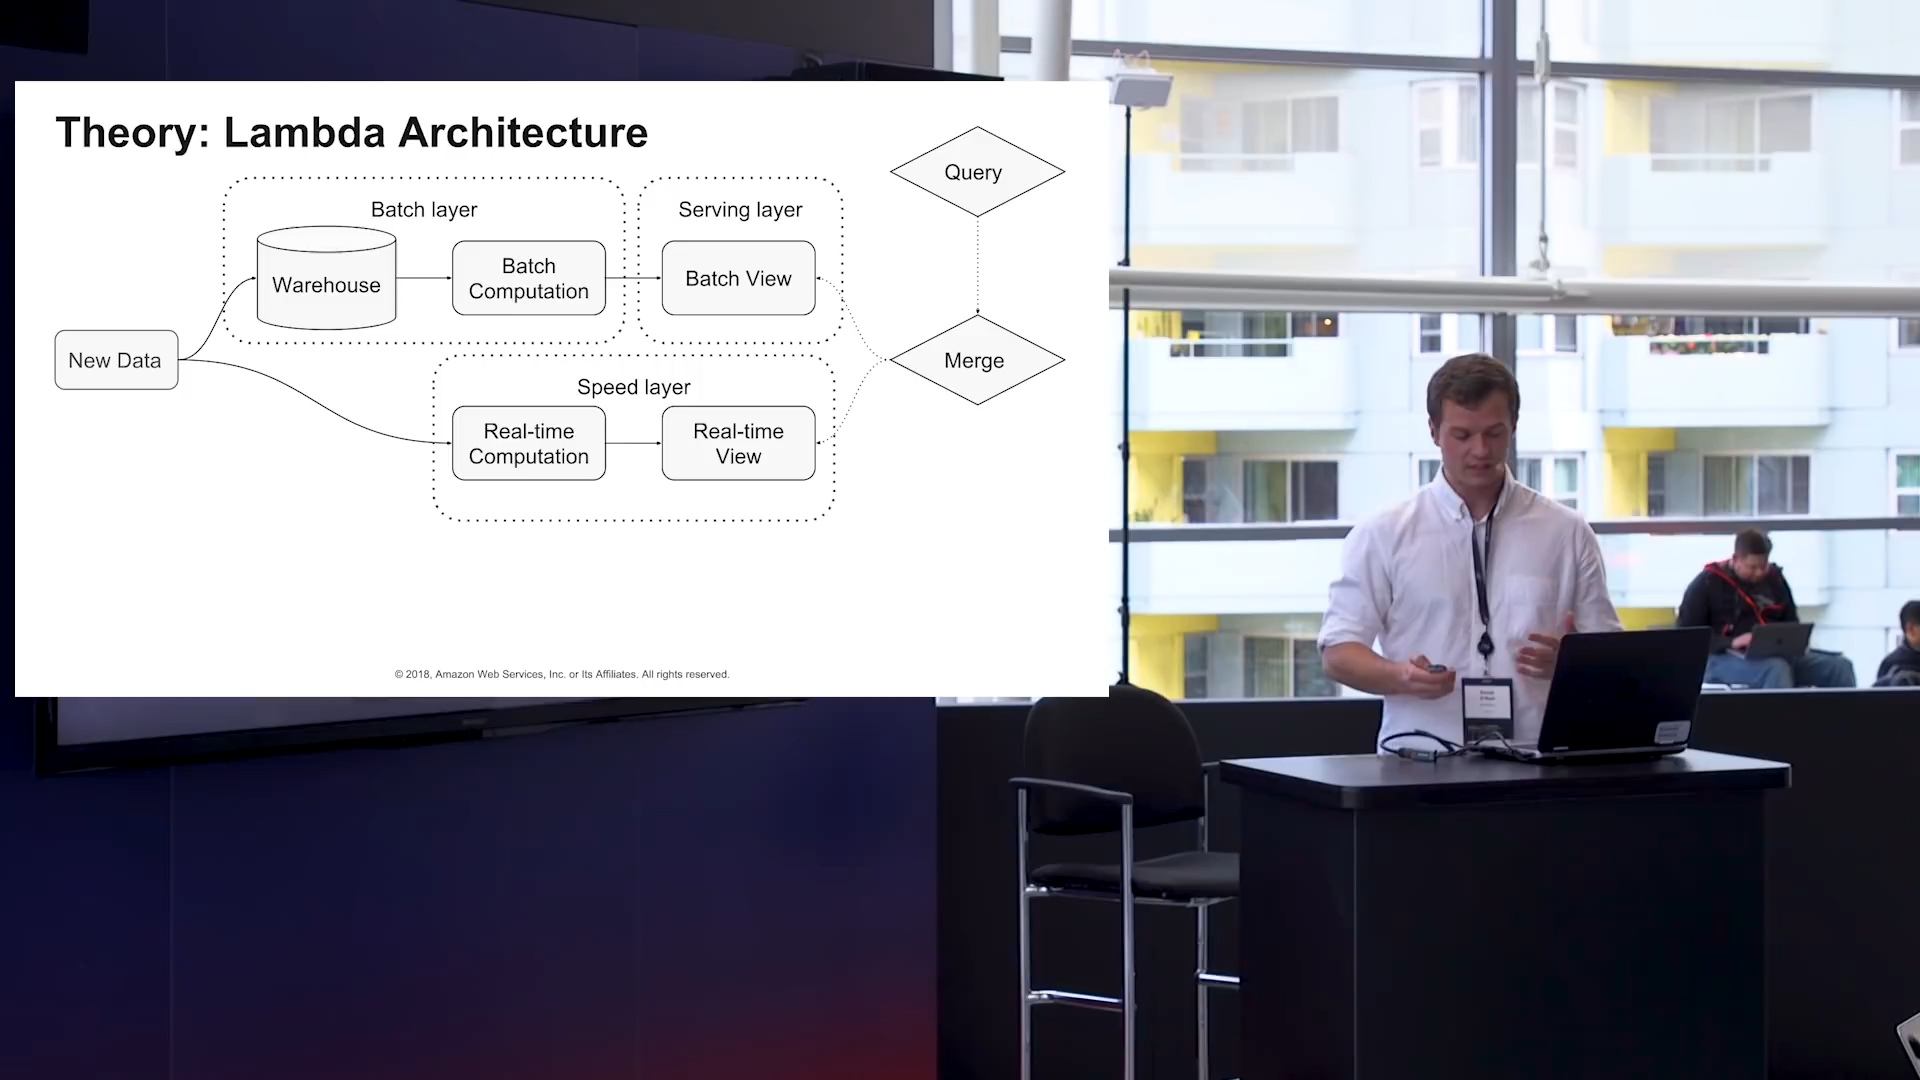 Theory: Lambda Architecture
Query
Batch layer
Serving layer
Warehouse
Batch
Computation
Batch View
New Data
Merge
Speed layer
Real-time
Computation
Real-time
View
© 2018, Amazon Web Services, Inc. or Its Affiliates. All rights reserved.